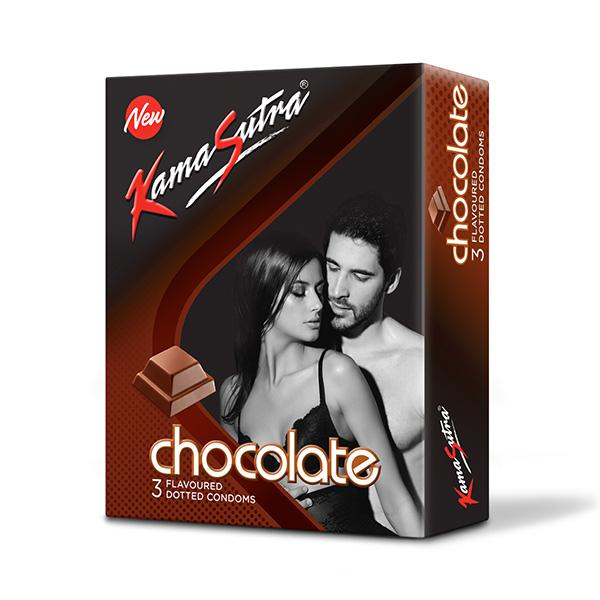 New
KamaSutra®
chocolate
3 FLAVOURED
DOTTED CONDOMS
chocolate
3 FLAVOURED
DOTTED CONDOMS
KamaSutra®